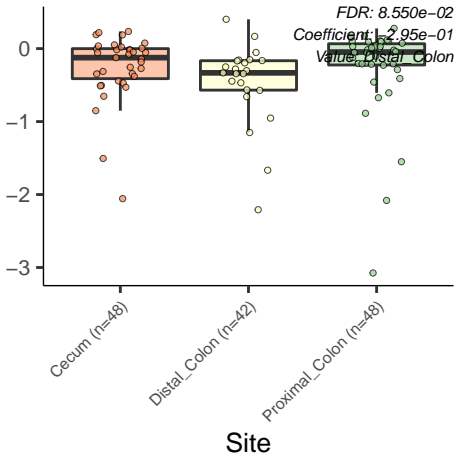 FDR: 8.550e−02
Coefficient: −2.95e−01
Value: Distal_Colon
0
−1
−2
−3
Cecum (n=48)
Distal_Colon (n=42)
Proximal_Colon (n=48)
Site